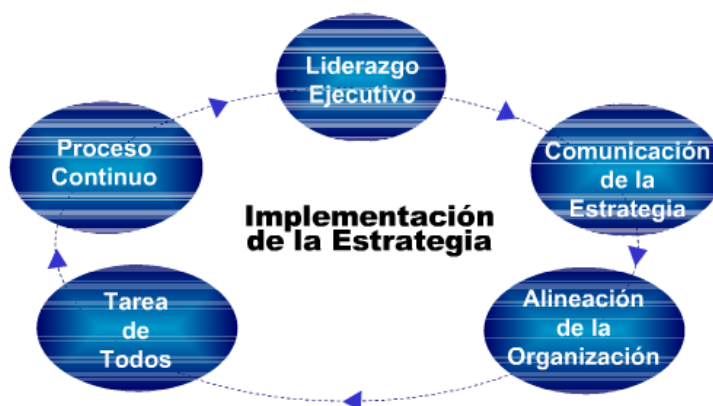 Liderazgo
Ejecutivo
Comunicación
de la
Estrategia
Alineación
de la
Organización
Tarea
de
Todos
Proceso
Continuo
Implementación
de la Estrategia